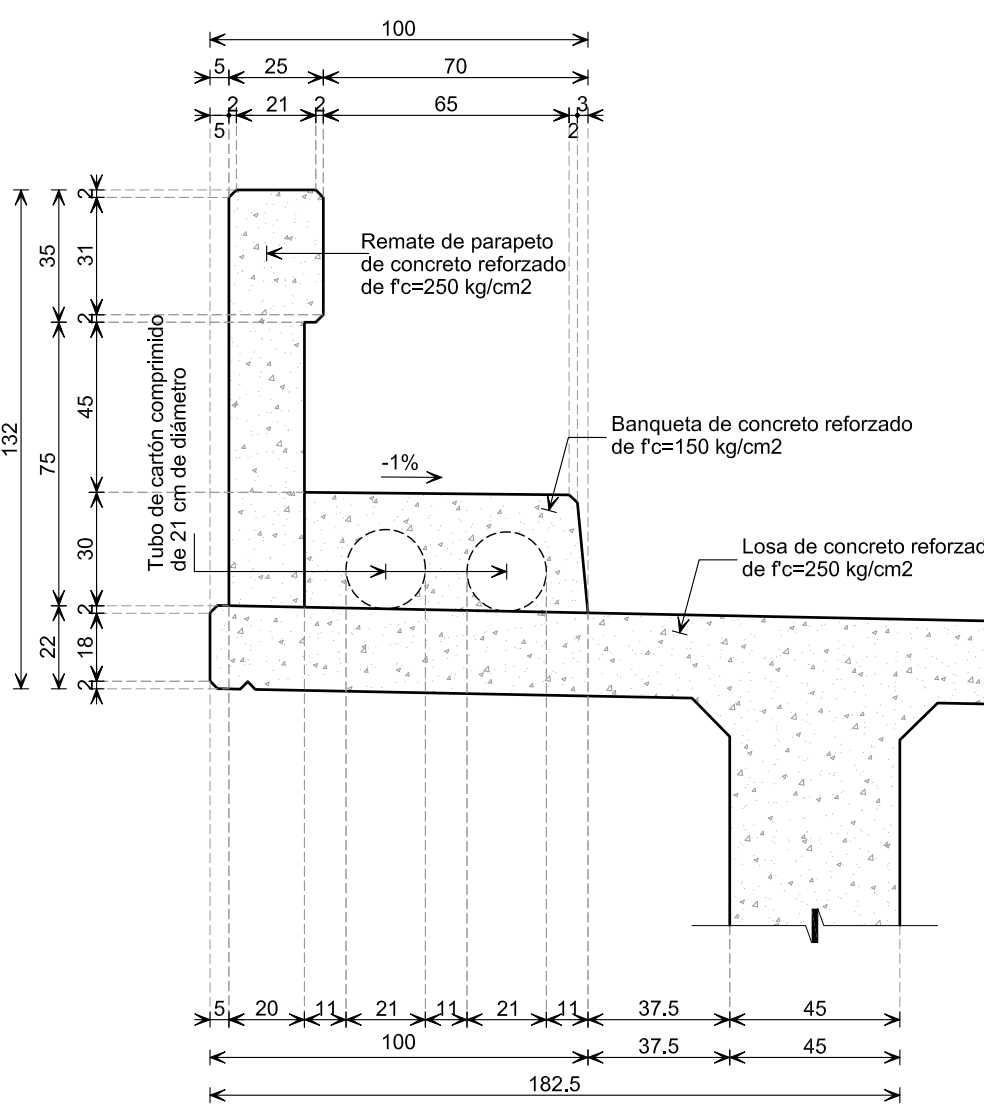 100
5 25 70
2 21 2 65 3
5 2
2
35 31
2
132
75 45
30
2
22 18
2
Remate de parapeto
de concreto reforzado
de f'c=250 kg/cm2
Tubo de cartón comprimido
de 21 cm de diámetro
-1%
Banqueta de concreto reforzado
de f'c=150 kg/cm2
Losa de concreto reforzad
de f'c=250 kg/cm2
5 20 11 21 11 21 11 37.5 45
100 37.5 45
182.5